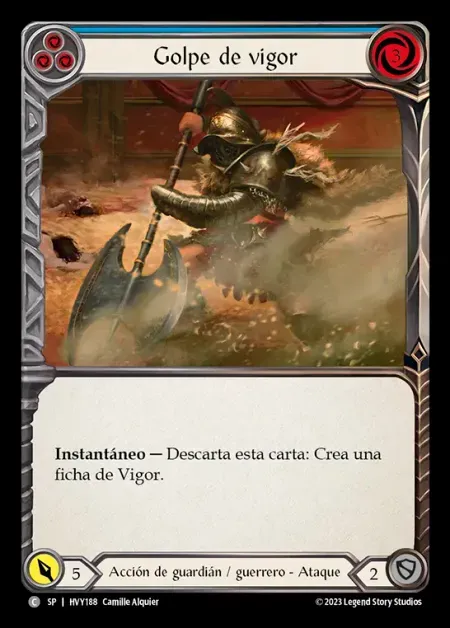 Golpe de vigor
3
Instantáneo — Descarta esta carta: Crea una
ficha de Vigor.
5
Acción de guardián / guerrero - Ataque
2
C SP | HVY188 Camille Alquier
© 2023 Legend Story Studios